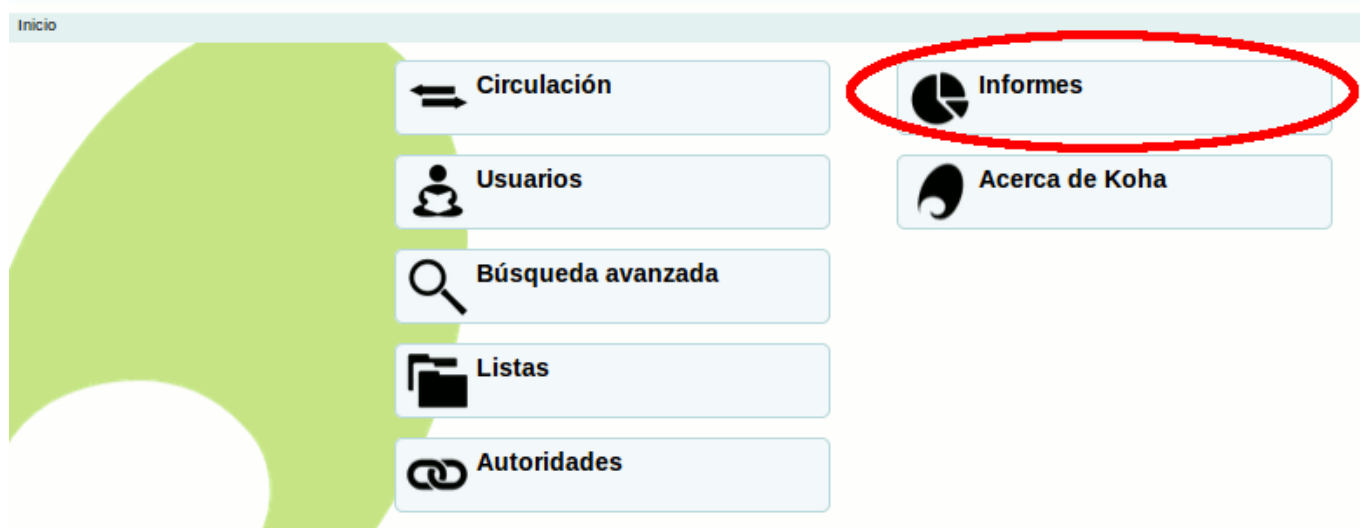 Inicio
Circulación
Usuarios
Búsqueda avanzada
Listas
Autoridades
Informes
Acerca de Koha